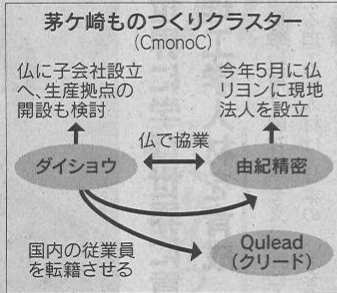 茅ケ崎ものつくりクラスター
(CmonoC)
仏に子会社設立
へ、生産拠点の
開設も検討
今年5月に仏
リヨンに現地
法人を設立
仏で協業
ダイショウ
由紀精密
国内の従業員
を転籍させる
Qulead
(クリード)